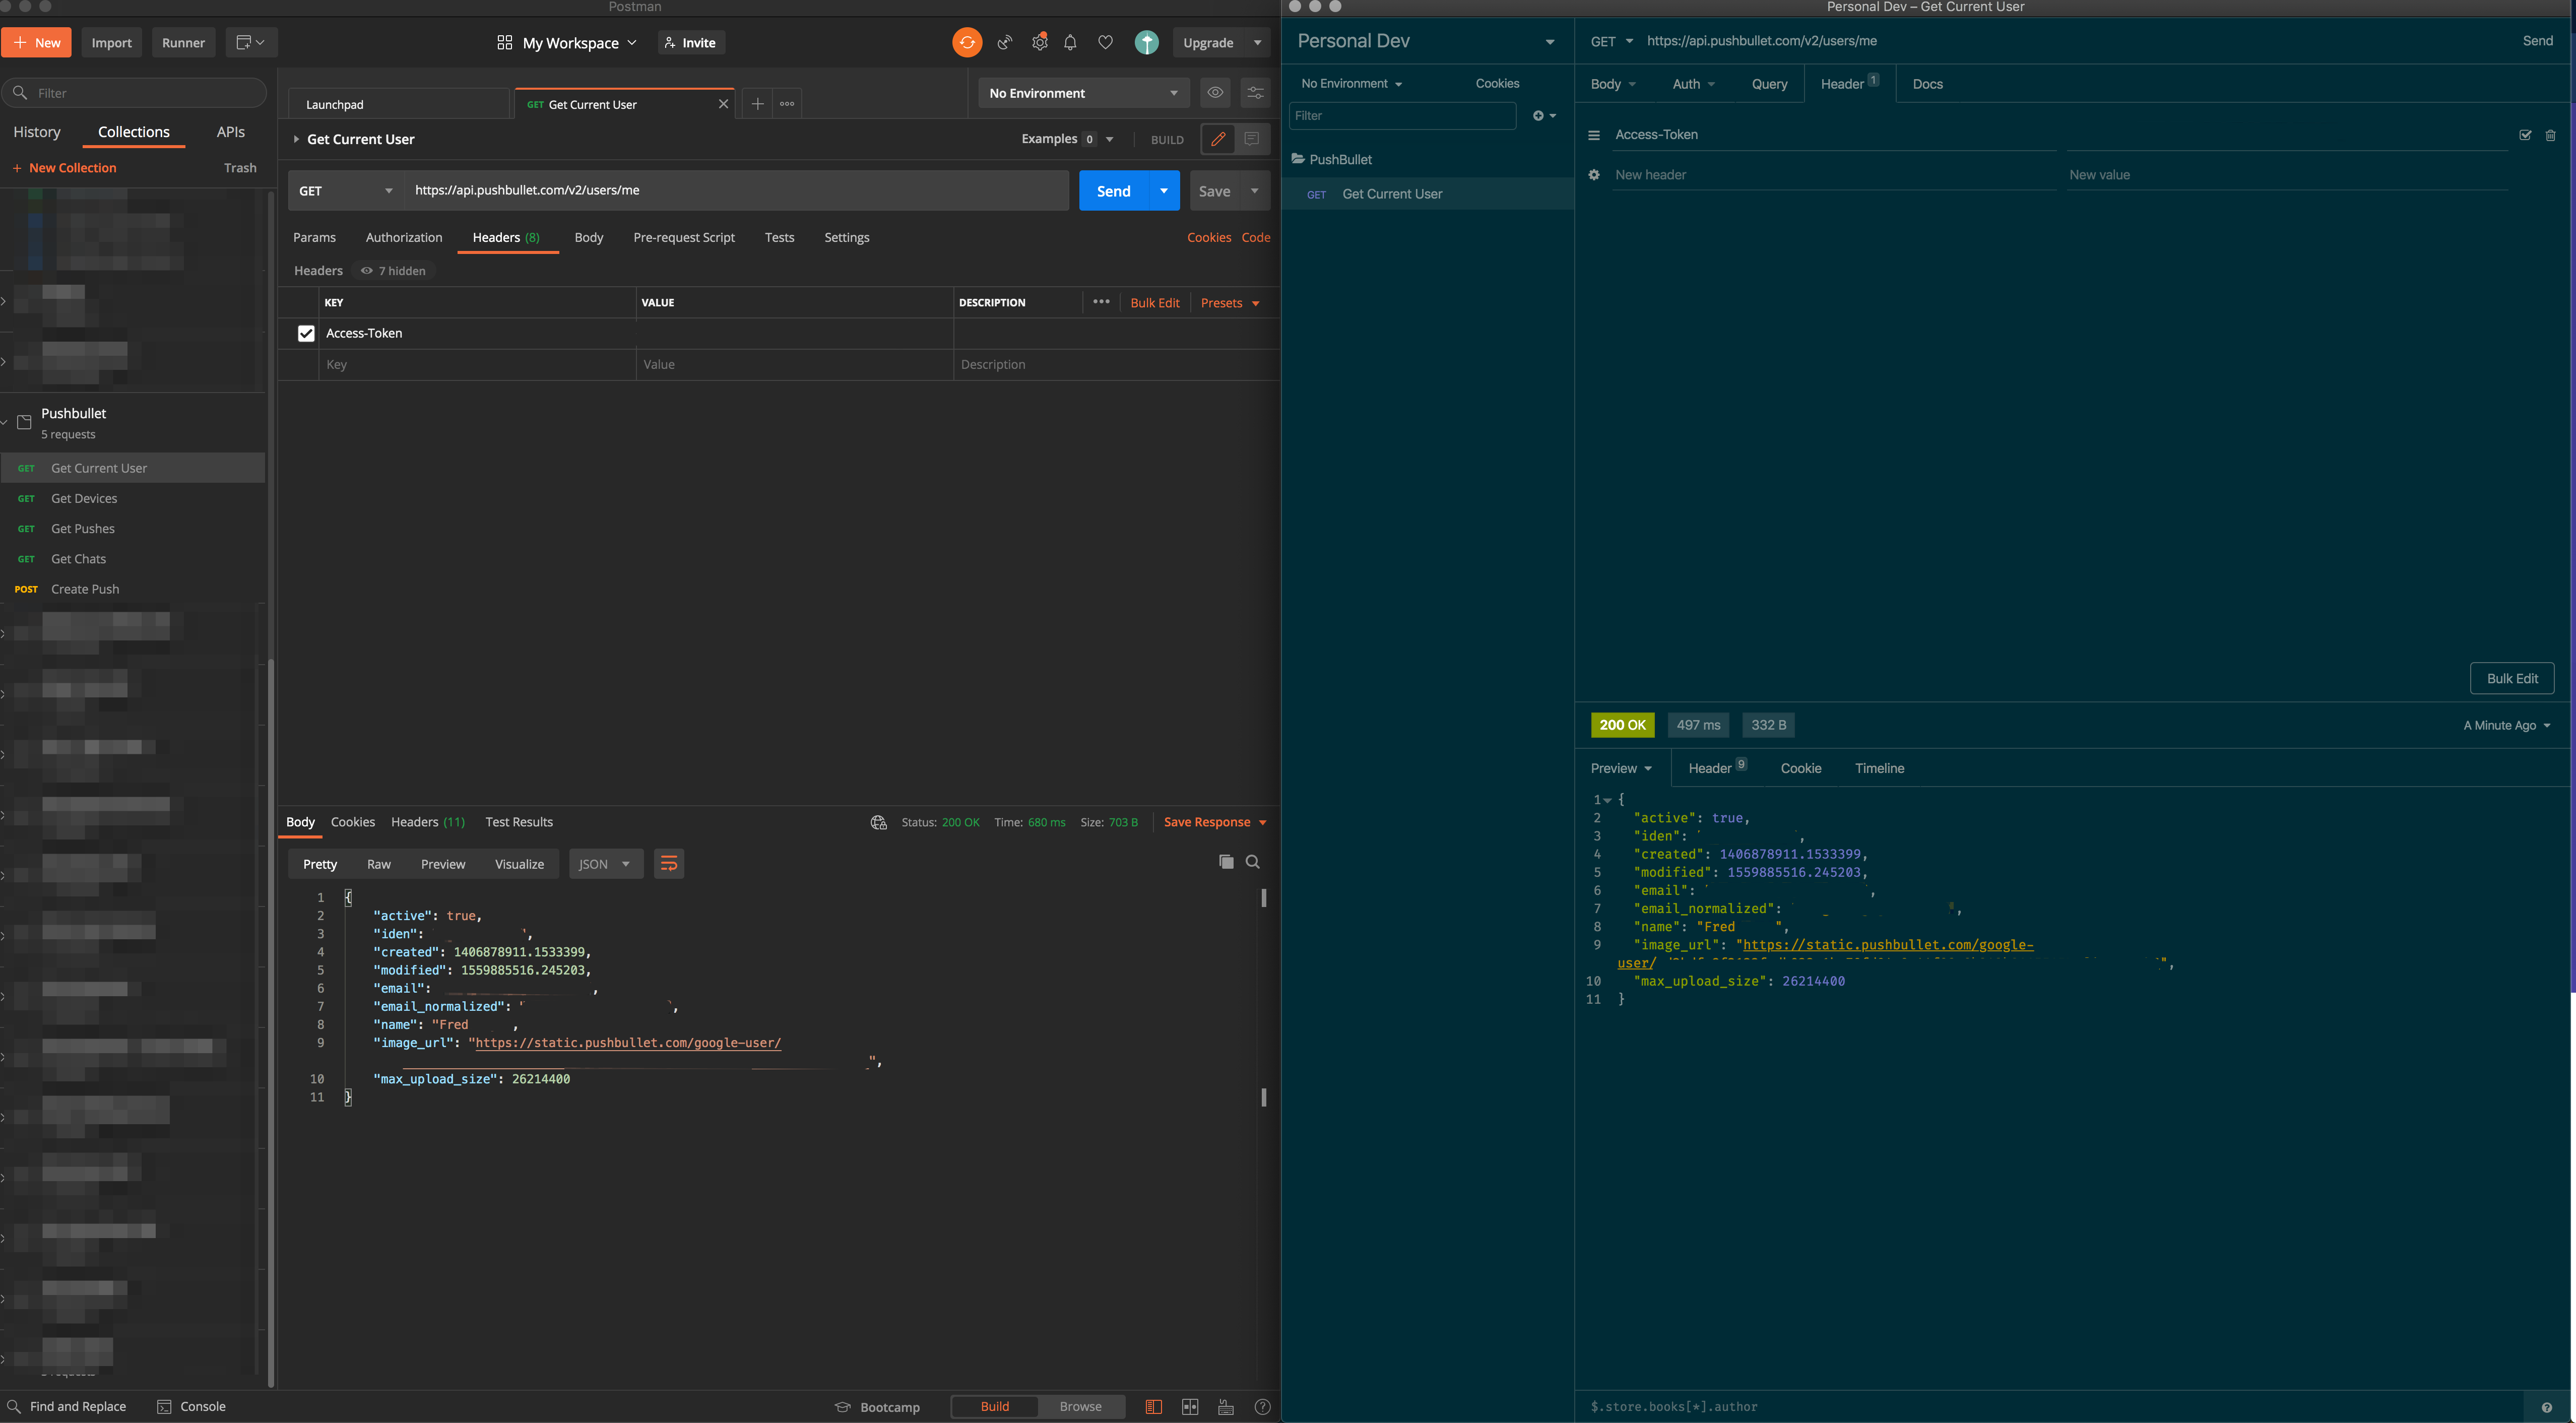 Postman
New
Import
Runner
My Workspace
Invite
Upgrade
Filter
History
Collections
APIs
+ New Collection
Trash
Pushbullet
5 requests
GET Get Current User
GET Get Devices
GET Get Pushes
GET Get Chats
POST Create Push
Find and Replace
Console
Launchpad
GET Get Current User
No Environment
Get Current User
Examples 0
BUILD
GET
https://api.pushbullet.com/v2/users/me
Send
Save
Params
Authorization
Headers (8)
Body
Pre-request Script
Tests
Settings
Cookies
Code
Headers
7 hidden
KEY
VALUE
DESCRIPTION
Bulk Edit
Presets
Access-Token
Key
Value
Description
Body
Cookies
Headers (11)
Test Results
Status: 200 OK
Time: 680 ms
Size: 703 B
Save Response
Pretty
Raw
Preview
Visualize
JSON
1 {
2 "active": true,
3 "iden": ,
4 "created": 1406878911.1533399,
5 "modified": 1559885516.245203,
6 "email": ,
7 "email_normalized": ,
8 "name": "Fred ,
9 "image_url": "https://static.pushbullet.com/google-user/
",
10 "max_upload_size": 26214400
11 }
Bootcamp
Build
Browse
Personal Dev – Get Current User
Personal Dev
No Environment
Cookies
Filter
PushBullet
GET Get Current User
GET
https://api.pushbullet.com/v2/users/me
Send
Body
Auth
Query
Header 1
Docs
Access-Token
New header
New value
Bulk Edit
200 OK
497 ms
332 B
A Minute Ago
Preview
Header 9
Cookie
Timeline
1 {
2 "active": true,
3 "iden": ,
4 "created": 1406878911.1533399,
5 "modified": 1559885516.245203,
6 "email": ,
7 "email_normalized": ",
8 "name": "Fred ",
9 "image_url": "https://static.pushbullet.com/google-
user/ ",
10 "max_upload_size": 26214400
11 }
$.store.books[*].author